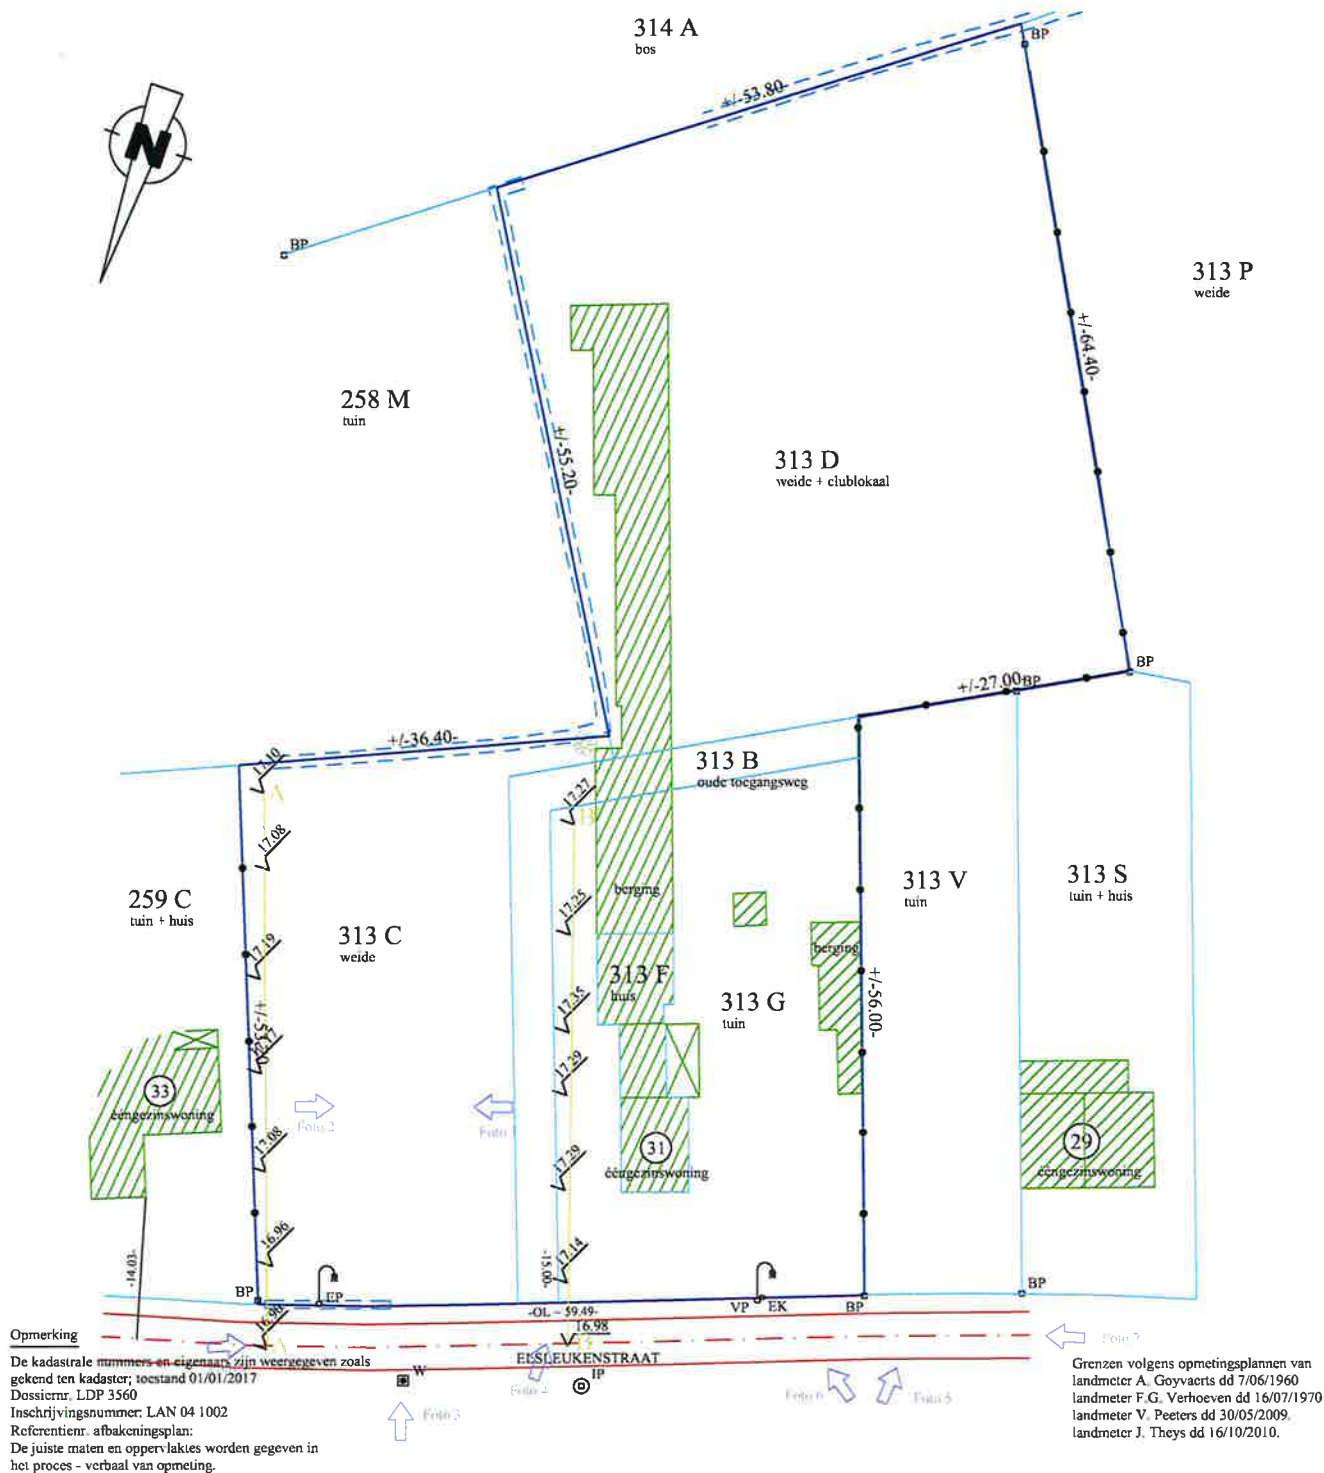 314 A
bos
BP
+/-53.80-
N
BP
313 P
weide
+/-64.40-
258 M
tuin
+/-55.20-
313 D
weide + clublokaal
BP
+/-27.00-
BP
+/-36.40-
17.10
A
313 B
oude toegangsweg
17.27
B
17.08
259 C
tuin + huis
313 C
weide
berging
17.25
313 V
tuin
313 S
tuin + huis
17.19
berging
313 F
huis
313 G
tuin
+/-56.00-
17.35
17.29
33
ééngezinswoning
Foto 2
Foto
17.08
31
ééngezinswoning
17.29
29
ééngezinswoning
16.96
17.14
-14.03-
-15.00-
BP
EP
-OL = 59.49-
VP
EK
BP
BP
16.90
A
16.98
B
ELSLEUKENSTRAAT
Foto 7
W
IP
Foto 3
Foto 6
Foto 5
Opmerking
De kadastrale nummers en eigenaars zijn weergegeven zoals
gekend ten kadaster; toestand 01/01/2017
Dossiernr. LDP 3560
Inschrijvingsnummer: LAN 04 1002
Referentienr. afbakeningsplan:
De juiste maten en oppervlaktes worden gegeven in
het proces - verbaal van opmeting.
Grenzen volgens opmetingsplannen van
landmeter A. Goyvaerts dd 7/06/1960
landmeter F.G. Verhoeven dd 16/07/1970
landmeter V. Peeters dd 30/05/2009.
landmeter J. Theys dd 16/10/2010.